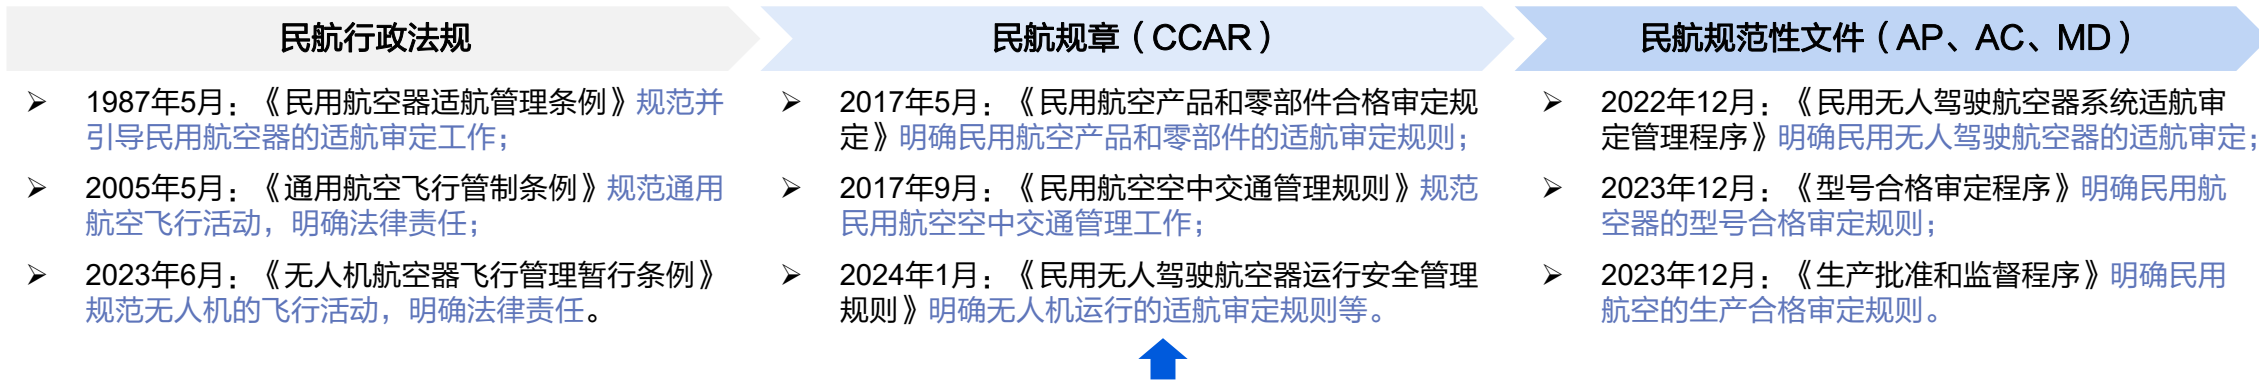 民航行政法规
➢ 1987年5月：《民用航空器适航管理条例》规范并
引导民用航空器的适航审定工作；
➢ 2005年5月：《通用航空飞行管制条例》规范通用
航空飞行活动，明确法律责任；
➢ 2023年6月：《无人机航空器飞行管理暂行条例》
规范无人机的飞行活动，明确法律责任。
民航规章（CCAR）
➢ 2017年5月：《民用航空产品和零部件合格审定规
定》明确民用航空产品和零部件的适航审定规则；
➢ 2017年9月：《民用航空空中交通管理规则》规范
民用航空空中交通管理工作；
➢ 2024年1月：《民用无人驾驶航空器运行安全管理
规则》明确无人机运行的适航审定规则等。
民航规范性文件（AP、AC、MD）
➢ 2022年12月：《民用无人驾驶航空器系统适航审
定管理程序》明确民用无人驾驶航空器的适航审定；
➢ 2023年12月：《型号合格审定程序》明确民用航
空器的型号合格审定规则；
➢ 2023年12月：《生产批准和监督程序》明确民用
航空的生产合格审定规则。